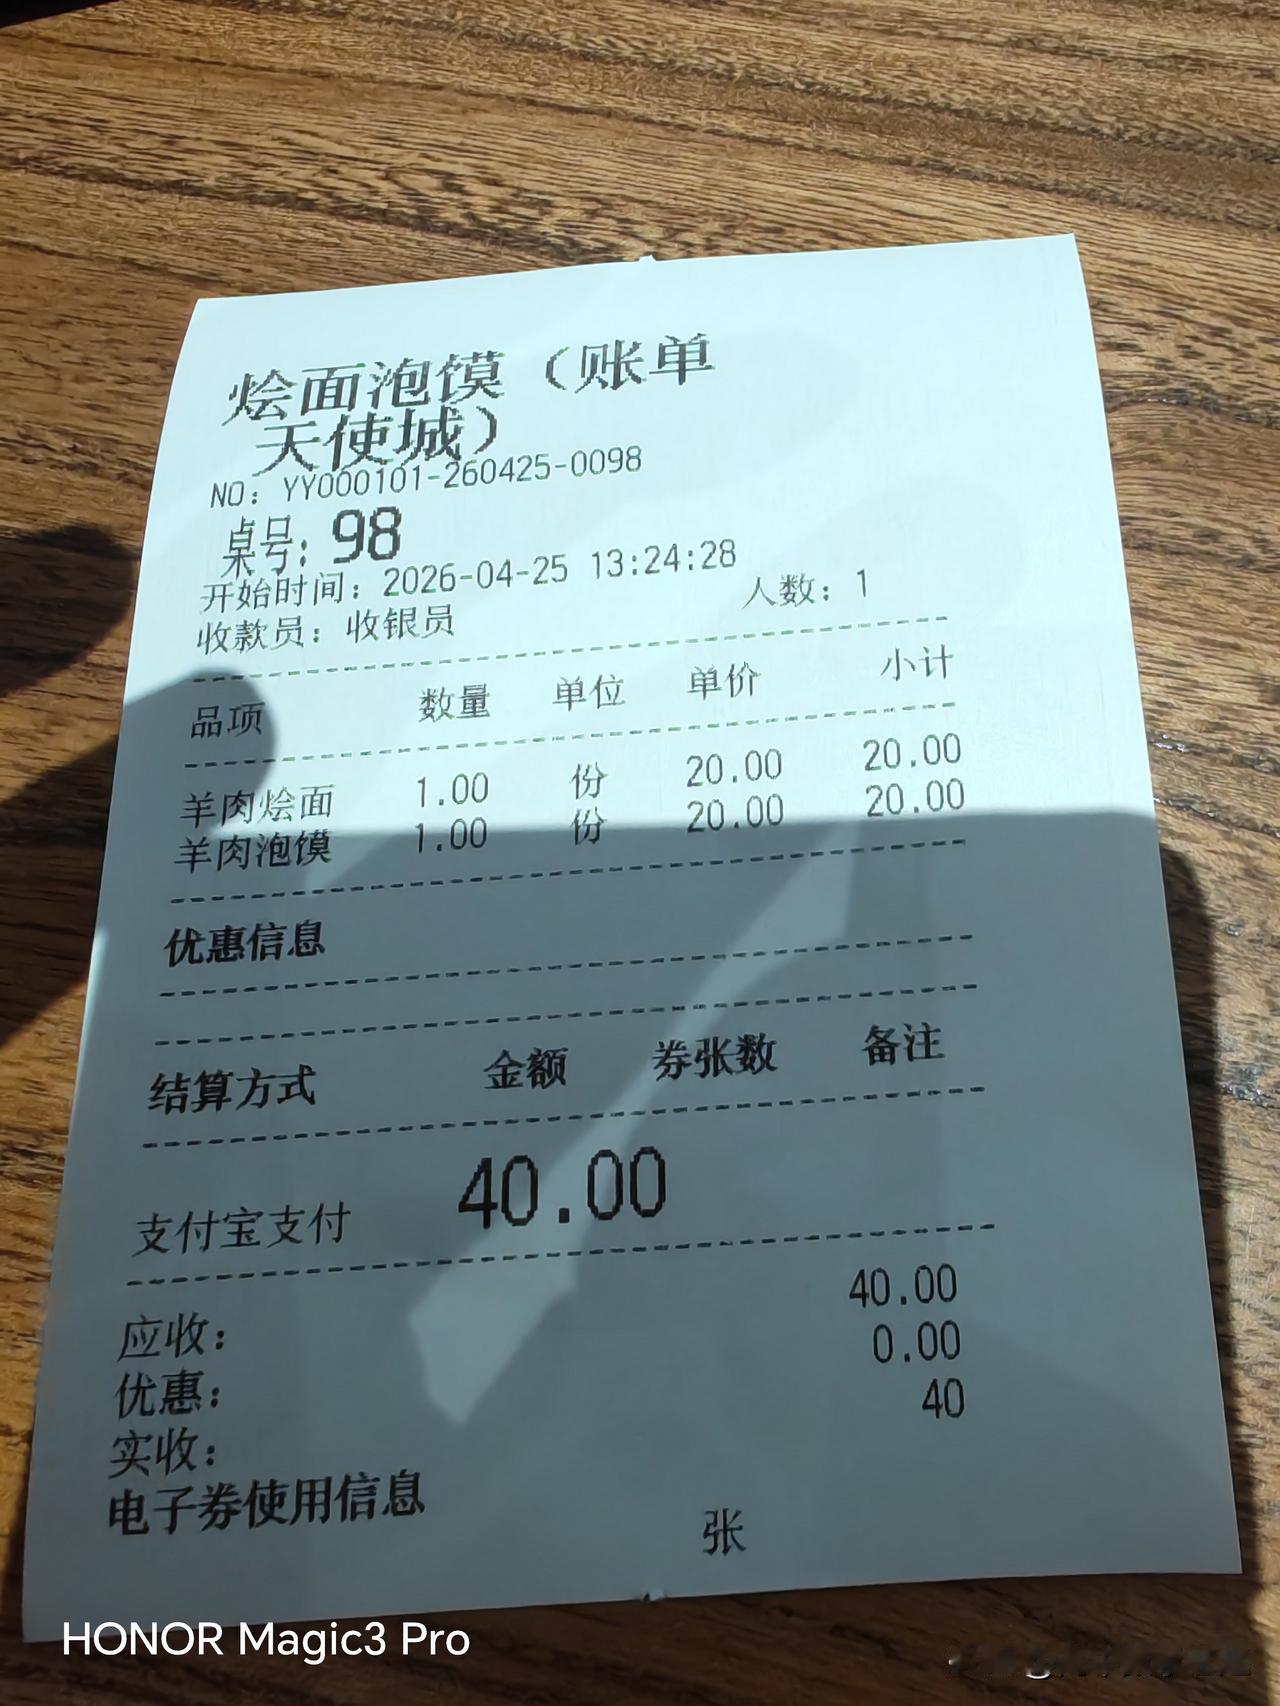 烩面泡馍（账单
天使城）
NO: YY000101-260425-0098
桌号: 98
开始时间: 2026-04-25 13:24:28
收款员: 收银员 人数: 1
品项 数量 单位 单价 小计
羊肉烩面 1.00 份 20.00 20.00
羊肉泡馍 1.00 份 20.00 20.00
优惠信息
结算方式 金额 券张数 备注
支付宝支付 40.00
应收: 40.00
优惠: 0.00
实收: 40
电子券使用信息
张
HONOR Magic3 Pro